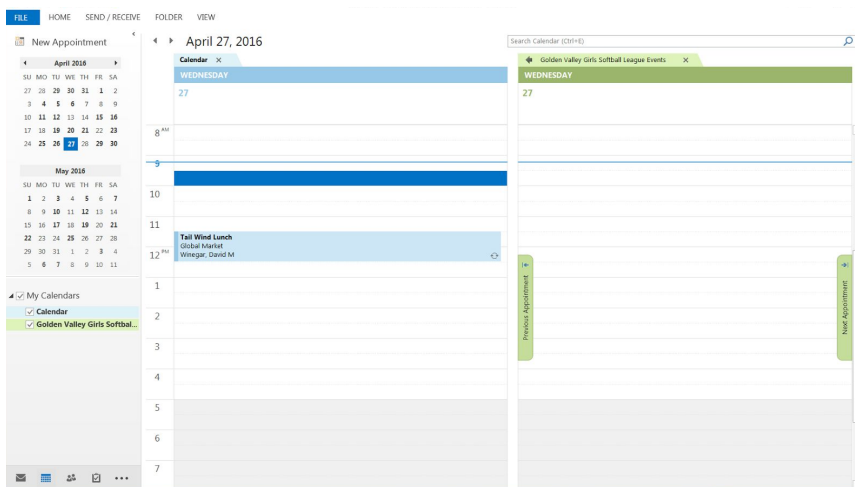 FILE HOME SEND / RECEIVE FOLDER VIEW
New Appointment
April 27, 2016
Search Calendar (Ctrl+E)
April 2016
SU MO TU WE TH FR SA
27 28 29 30 31 1 2
3 4 5 6 7 8 9
10 11 12 13 14 15 16
17 18 19 20 21 22 23
24 25 26 27 28 29 30
May 2016
SU MO TU WE TH FR SA
1 2 3 4 5 6 7
8 9 10 11 12 13 14
15 16 17 18 19 20 21
22 23 24 25 26 27 28
29 30 31 1 2 3 4
5 6 7 8 9 10 11
My Calendars
Calendar
Golden Valley Girls Softbal...
Calendar
WEDNESDAY
27
8 AM
9
10
11
Tail Wind Lunch
Global Market
12 PM Winegar, David M
1
2
3
4
5
6
7
Golden Valley Girls Softball League Events
WEDNESDAY
27
Previous Appointment
Next Appointment